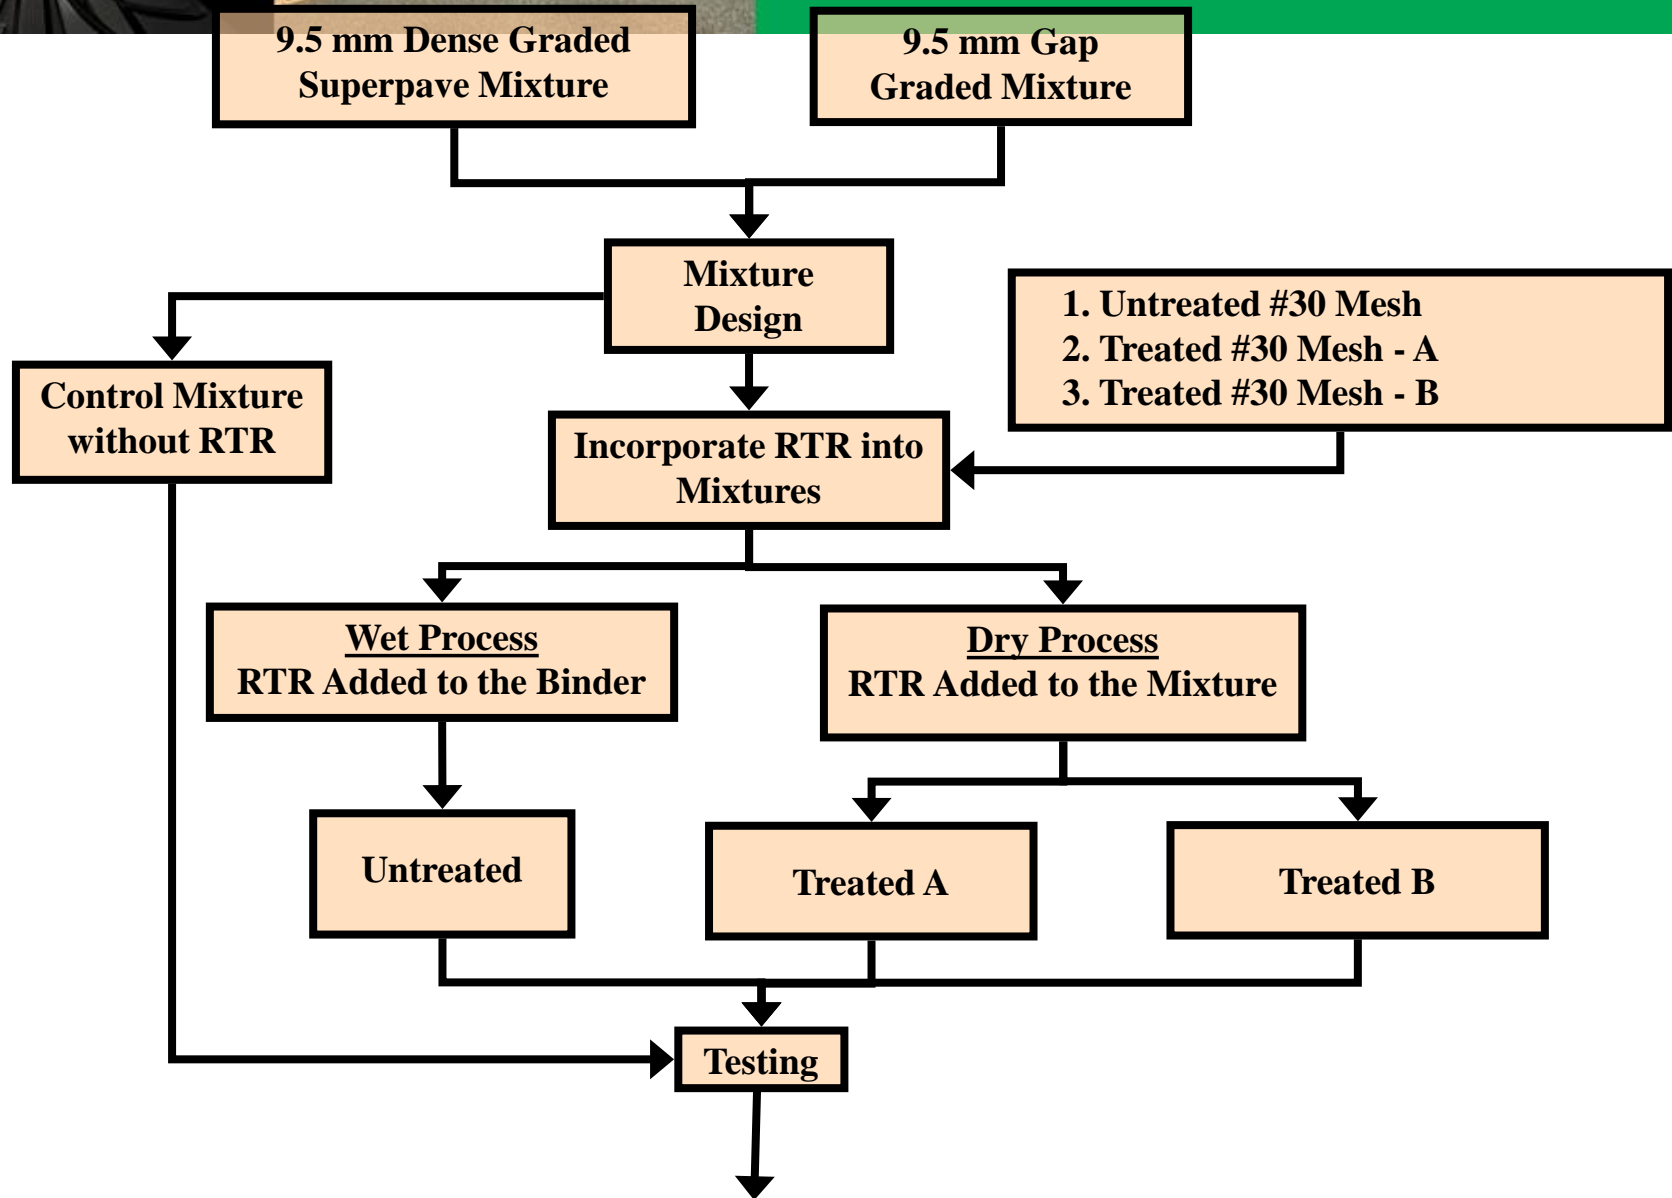 9.5 mm Dense Graded
Superpave Mixture
9.5 mm Gap
Graded Mixture
Mixture
Design
1. Untreated #30 Mesh
2. Treated #30 Mesh - A
3. Treated #30 Mesh - B
Control Mixture
without RTR
Incorporate RTR into
Mixtures
Wet Process
RTR Added to the Binder
Dry Process
RTR Added to the Mixture
Untreated
Treated A
Treated B
Testing